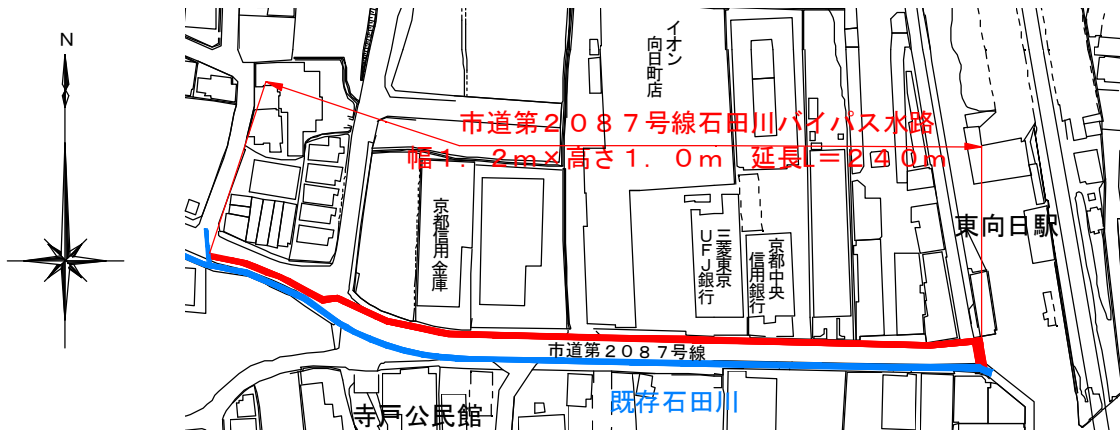 N
イオン
向日町店
市道第2087号線石田川バイパス水路
幅1.2m×高さ1.0m 延長L=240m
京都信用金庫
三菱東京
UFJ銀行
京都中央
信用銀行
東向日駅
市道第2087号線
既存石田川
寺戸公民館